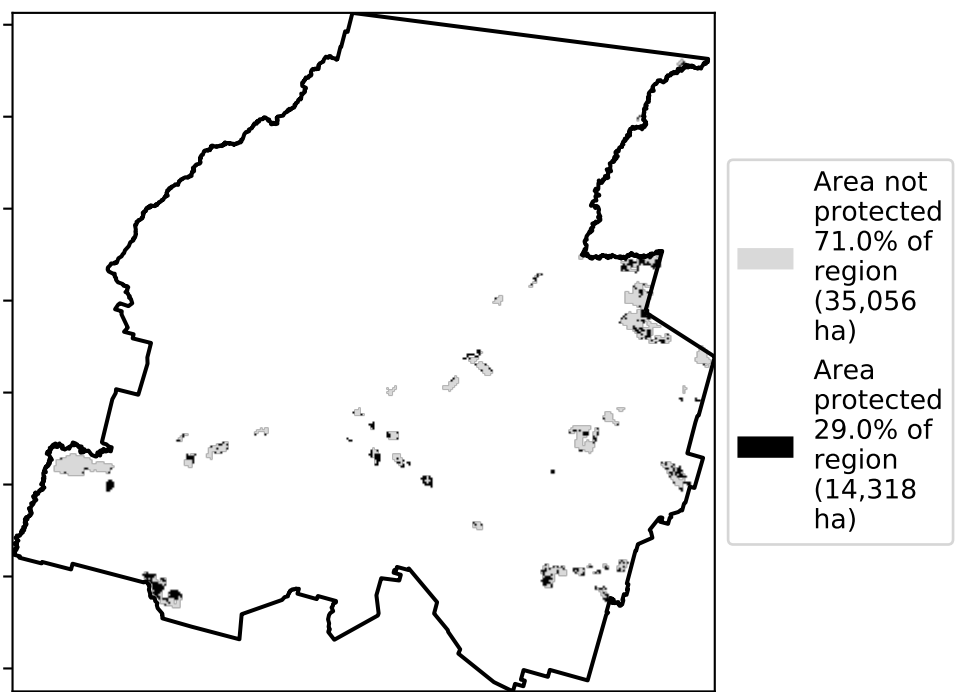 Area not
protected
71.0% of
region
(35,056
ha)
Area
protected
29.0% of
region
(14,318
ha)